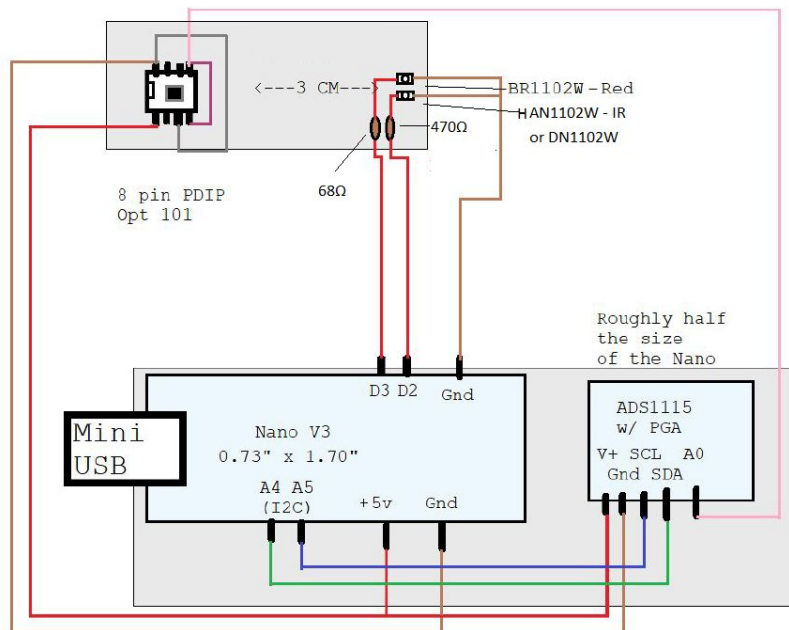 <---3 CM--->
BR1102W-Red
HAN1102W - IR
or DN1102W
470Ω
68Ω
8 pin PDIP
Opt 101
Roughly half
the size
of the Nano
D3 D2 Gnd
Mini
USB
Nano V3
0.73" x 1.70"
A4 A5
(I2C)
+5v
Gnd
ADS1115
w/ PGA
V+ SCL A0
Gnd SDA